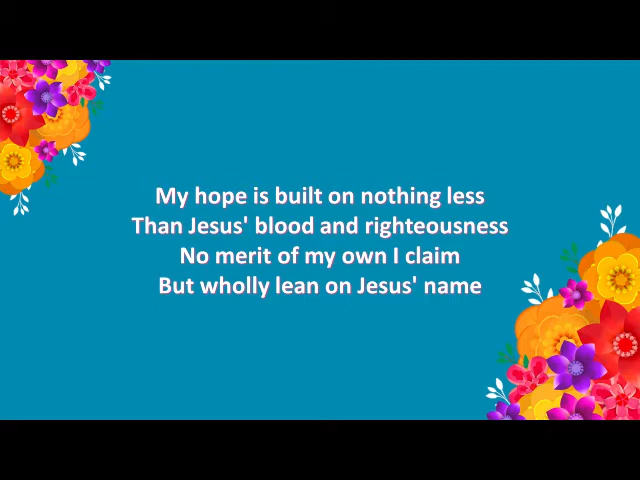 My hope is built on nothing less
Than Jesus' blood and righteousness
No merit of my own I claim
But wholly lean on Jesus' name